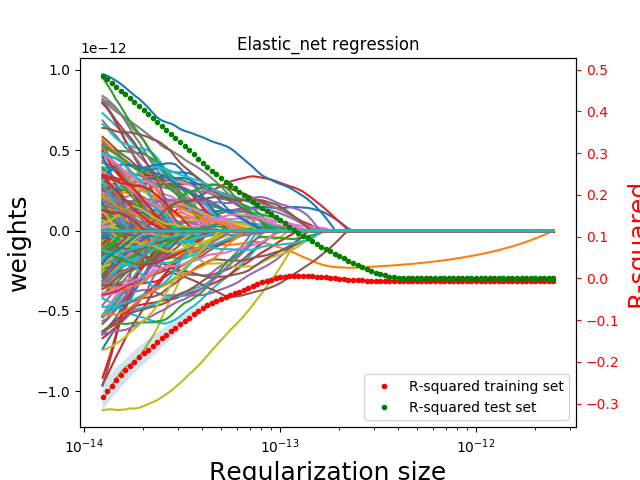 Elastic_net regression
1e−12
1.0
0.5
0.0
−0.5
−1.0
weights
0.5
0.4
0.3
0.2
0.1
0.0
−0.1
−0.2
−0.3
R-squared
R-squared training set
R-squared test set
10⁻¹⁴
10⁻¹³
10⁻¹²
Regularization size